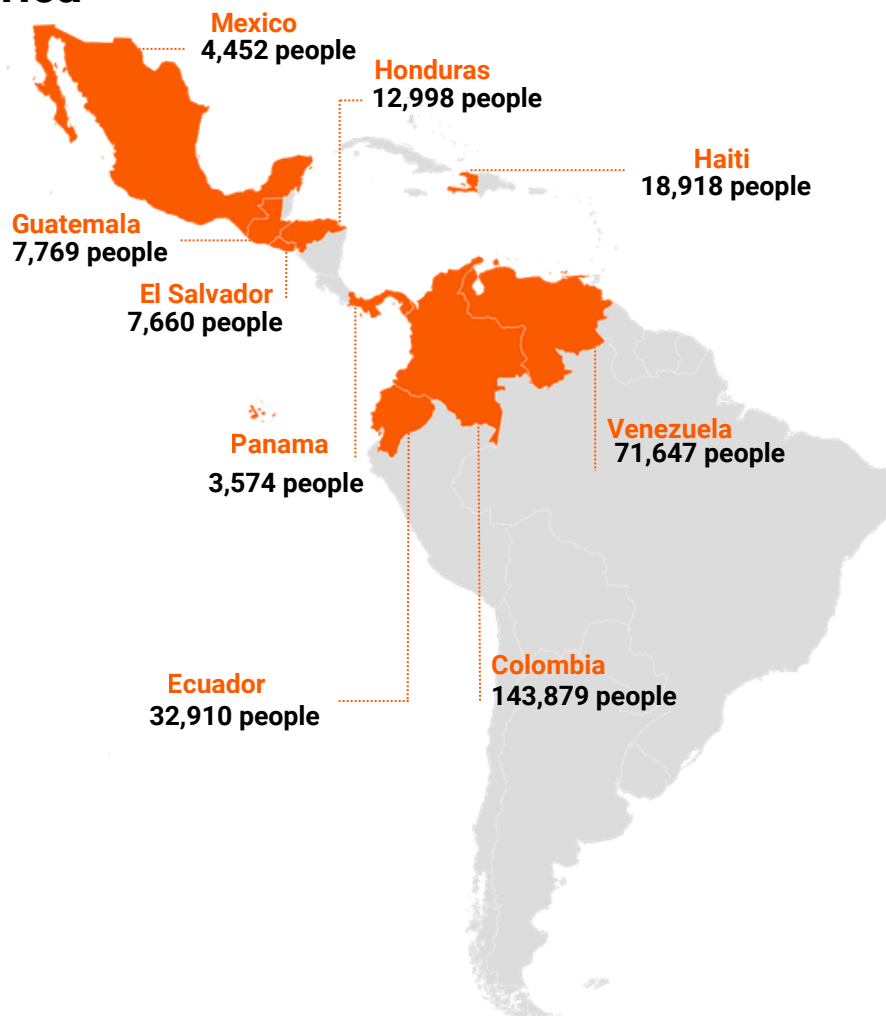 Mexico
4,452 people
Honduras
12,998 people
Haiti
18,918 people
Guatemala
7,769 people
El Salvador
7,660 people
Panama
3,574 people
Venezuela
71,647 people
Ecuador
32,910 people
Colombia
143,879 people